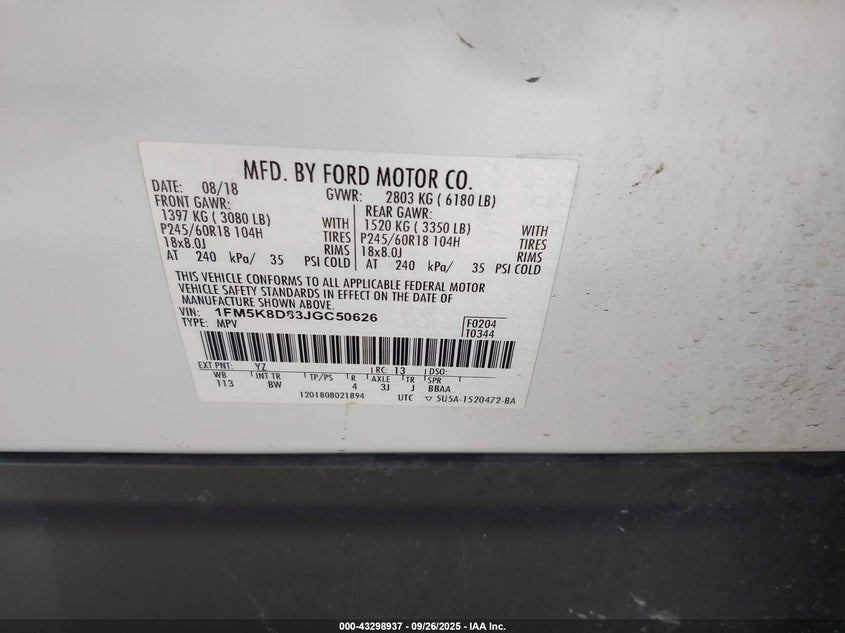 MFD. BY FORD MOTOR CO.
DATE: 08/18 GVWR: 2803 KG ( 6180 LB)
FRONT GAWR: REAR GAWR:
1397 KG ( 3080 LB) WITH 1520 KG ( 3350 LB) WITH
P245/60R18 104H TIRES P245/60R18 104H TIRES
18x8.0J RIMS 18x8.0J RIMS
AT 240 kPa/ 35 PSI COLD AT 240 kPa/ 35 PSI COLD
THIS VEHICLE CONFORMS TO ALL APPLICABLE FEDERAL MOTOR
VEHICLE SAFETY STANDARDS IN EFFECT ON THE DATE OF
MANUFACTURE SHOWN ABOVE.
VIN: 1FM5K8D83JGC50626 F0204
TYPE: MPV T0344
EXT PNT: YZ RC: 13 DSO:
WB INT TR TP/PS R AXLE TR SPR
113 BW 4 3J J BBAA
1201808021894 UTC ▽ 5U5A-1520472-BA
000-43298937 - 09/26/2025 - IAA Inc.